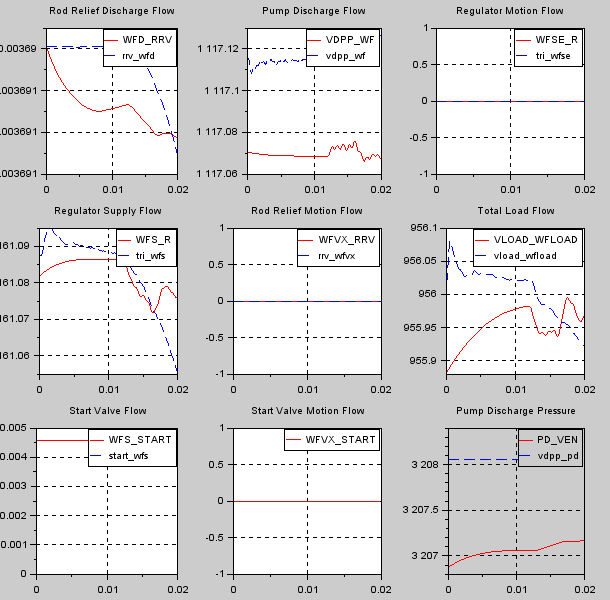 Rod Relief Discharge Flow
0.00369
.003691
.003691
.003691
WFD_RRV
rrv_wfd
0
0.01
0.02
Pump Discharge Flow
1 117.12
1 117.1
1 117.08
1 117.06
VDPP_WF
vdpp_wf
0
0.01
0.02
Regulator Motion Flow
1
0.5
0
-0.5
-1
WFSE_R
tri_wfse
0
0.01
0.02
Regulator Supply Flow
161.09
161.08
161.07
161.06
WFS_R
tri_wfs
0
0.01
0.02
Rod Relief Motion Flow
1
0.5
0
-0.5
-1
WFVX_RRV
rrv_wfvx
0
0.01
0.02
Total Load Flow
956.1
956.05
956
955.95
955.9
VLOAD_WFLOAD
vload_wfload
0
0.01
0.02
Start Valve Flow
0.005
0.004
0.003
0.002
0.001
0
WFS_START
start_wfs
0
0.01
0.02
Start Valve Motion Flow
1
0.5
0
-0.5
-1
WFVX_START
0
0.01
0.02
Pump Discharge Pressure
3 208
3 207.5
3 207
PD_VEN
vdpp_pd
0
0.01
0.02